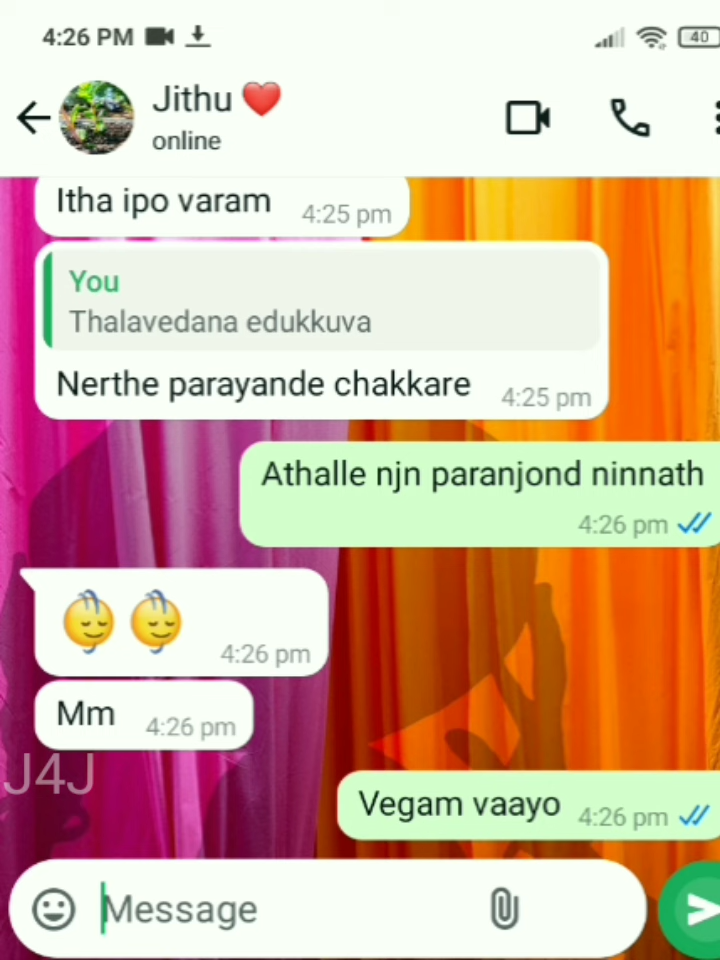 4:26 PM
40
Jithu ❤️
online
Itha ipo varam 4:25 pm
You
Thalavedana edukkuva
Nerthe parayande chakkare 4:25 pm
Athalle njn paranjond ninnath
4:26 pm
4:26 pm
Mm 4:26 pm
J4J
Vegam vaayo 4:26 pm
Message